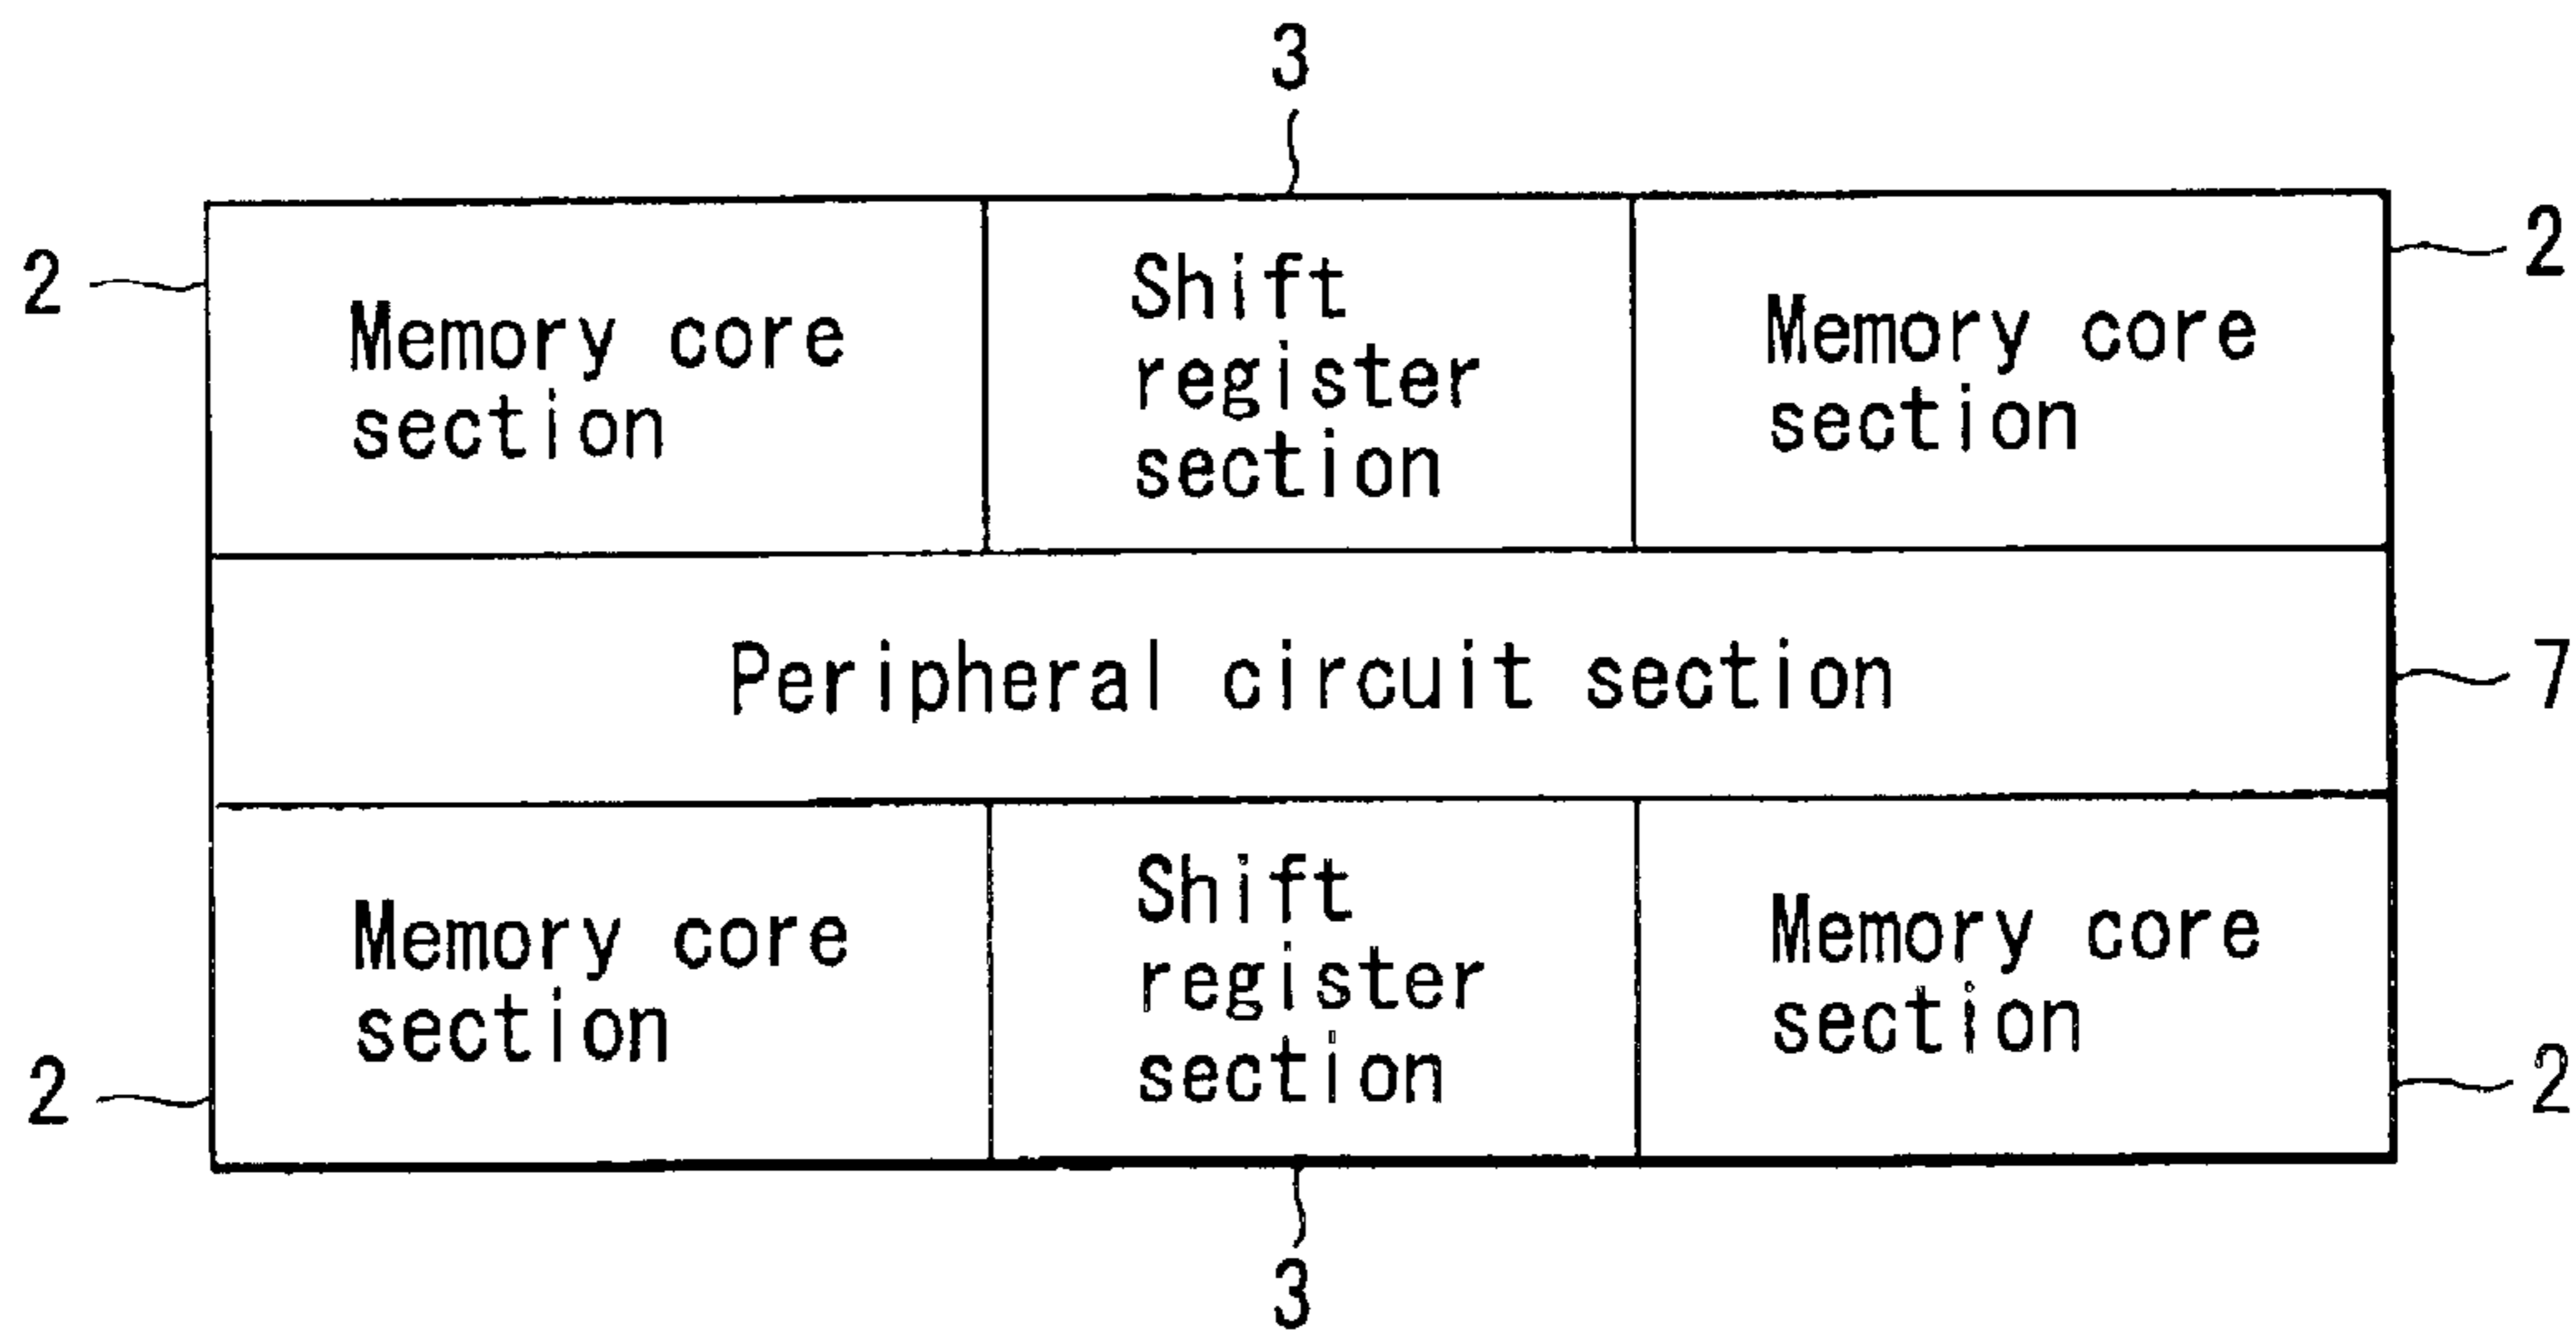 3
2
2
Memory core
section
Shift
register
section
Memory core
section
Peripheral circuit section
7
Memory core
section
Shift
register
section
Memory core
section
2
2
3